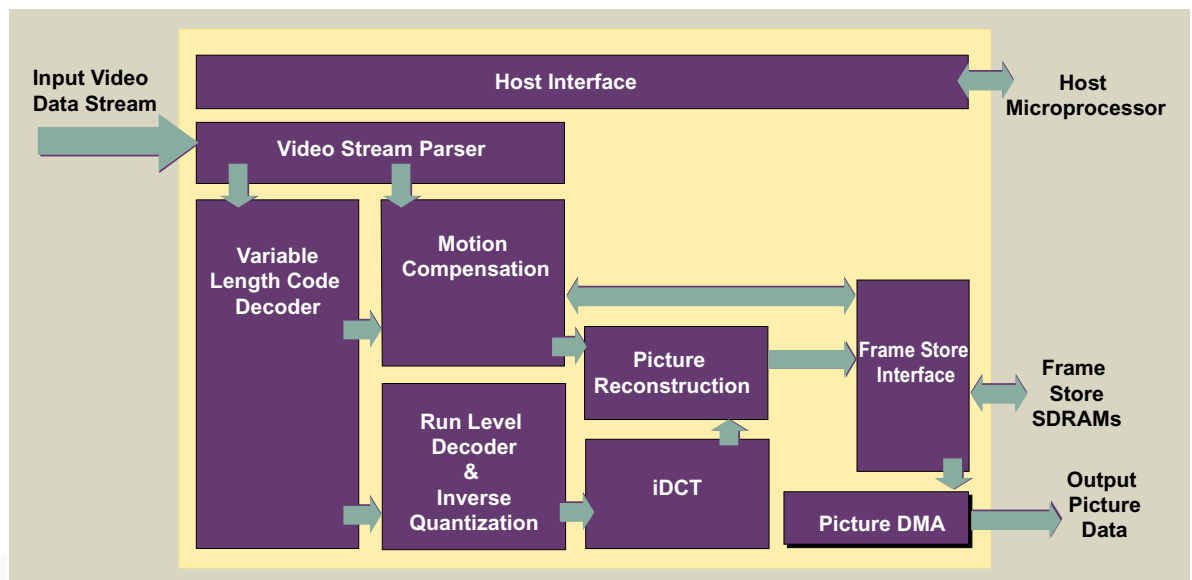 Input Video
Data Stream
Host Interface
Host
Microprocessor
Video Stream Parser
Variable
Length Code
Decoder
Motion
Compensation
Picture
Reconstruction
Frame Store
Interface
Frame
Store
SDRAMs
Run Level
Decoder
&
Inverse
Quantization
iDCT
Picture DMA
Output
Picture
Data